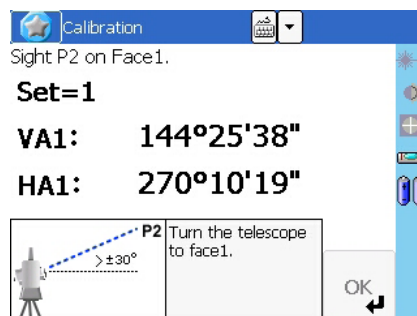 Calibration
Sight P2 on Face1.
Set=1
VA1: 144°25'38"
HA1: 270°10'19"
P2
>±30°
Turn the telescope
to face1.
OK